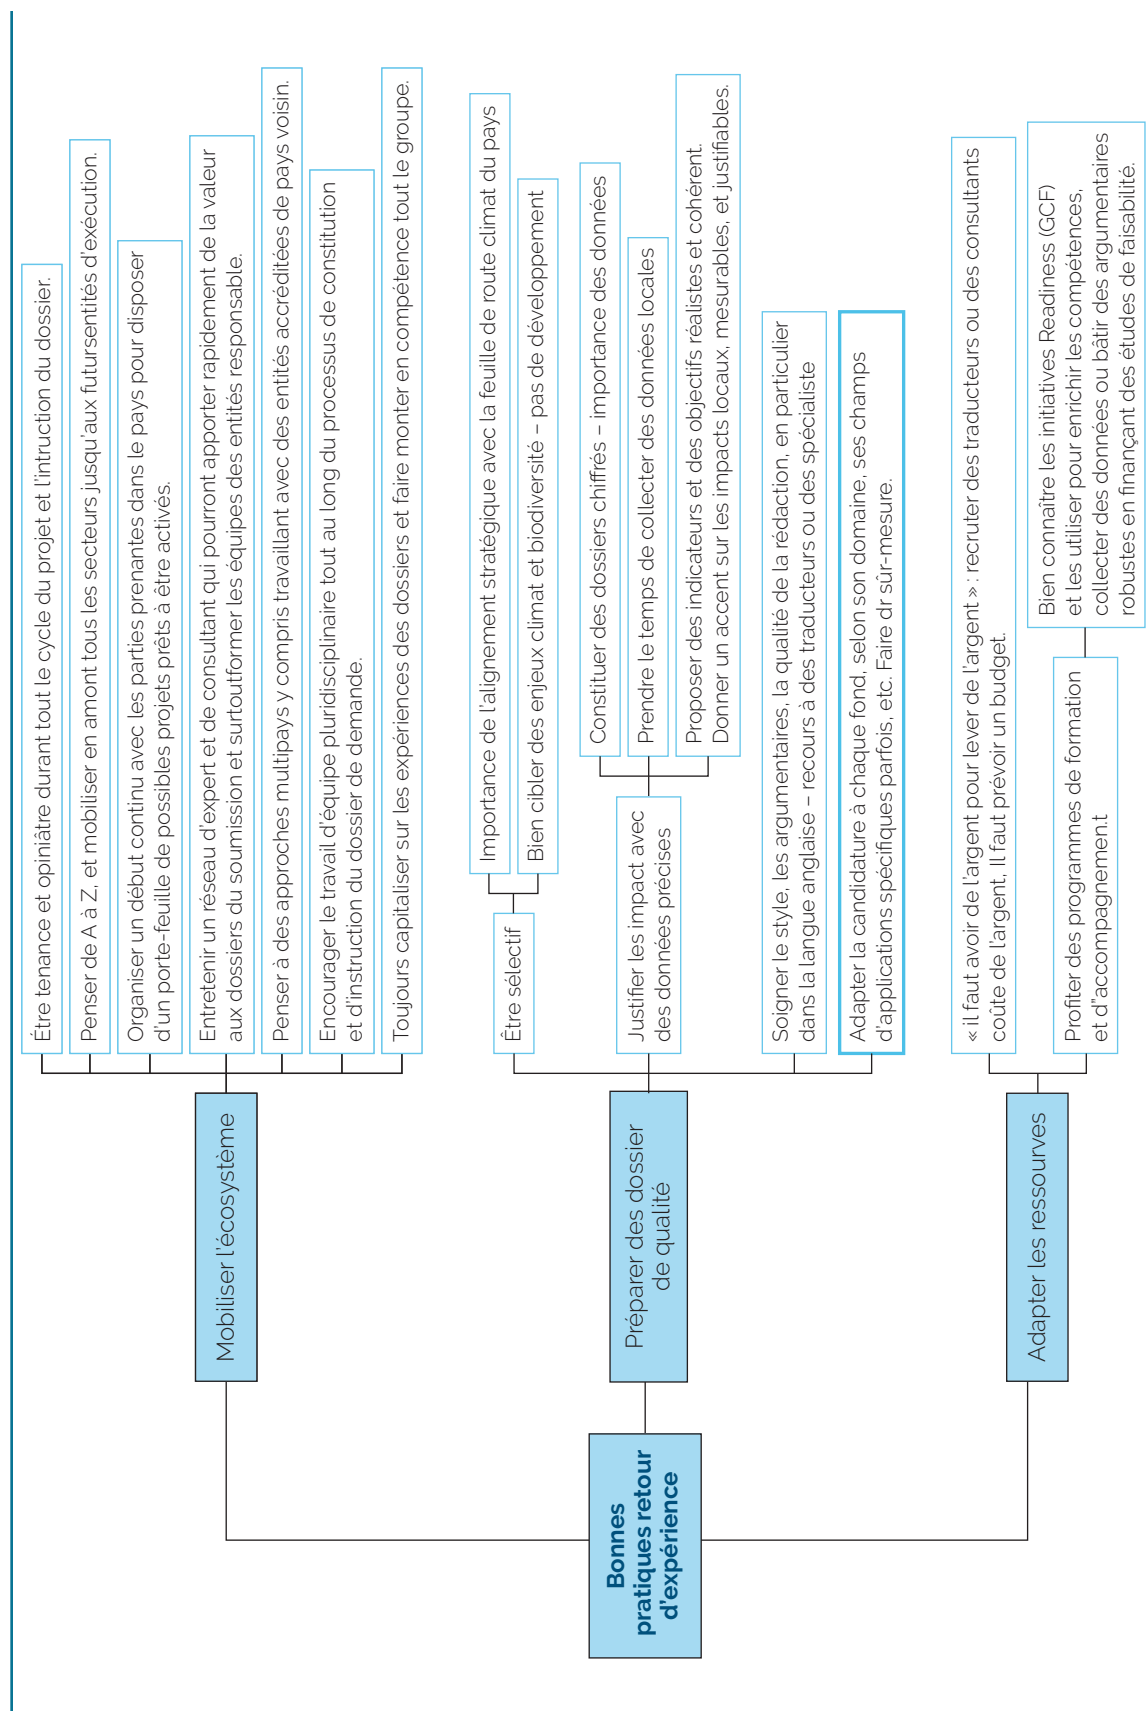 Bonnes
pratiques retour
d'expérience
Mobiliser l'écosystème
Être tenance et opiniâtre durant tout le cycle du projet et l'intruction du dossier.
Penser de A à Z, et mobiliser en amont tous les secteurs jusqu'aux futursentités d'exécution.
Organiser un début continu avec les parties prenantes dans le pays pour disposer
d'un porte-feuille de possibles projets prêts à être activés.
Entretenir un réseau d'expert et de consultant qui pourront apporter rapidement de la valeur
aux dossiers du soumission et surtoutformer les équipes des entités responsable.
Penser à des approches multipays y compris travaillant avec des entités accréditées de pays voisin.
Encourager le travail d'équipe pluridisciplinaire tout au long du processus de constitution
et d'instruction du dossier de demande.
Toujours capitaliser sur les expériences des dossiers et faire monter en compétence tout le groupe.
Préparer des dossier
de qualité
Être sélectif
Importance de l'alignement stratégique avec la feuille de route climat du pays
Bien cibler des enjeux climat et biodiversité – pas de développement
Justifier les impact avec
des données précises
Constituer des dossiers chiffrés – importance des données
Prendre le temps de collecter des données locales
Proposer des indicateurs et des objectifs réalistes et cohérent.
Donner un accent sur les impacts locaux, mesurables, et justifiables.
Soigner le style, les argumentaires, la qualité de la rédaction, en particulier
dans la langue anglaise – recours à des traducteurs ou des spécialiste
Adapter la candidature à chaque fond, selon son domaine, ses champs
d'applications spécifiques parfois, etc. Faire dr sûr-mesure.
Adapter les ressourves
« il faut avoir de l'argent pour lever de l'argent » : recruter des traducteurs ou des consultants
coûte de l'argent, Il faut prévoir un budget.
Profiter des programmes de formation
et d"accompagnemen.t
Bien connaître les initiatives Readiness (GCF)
et les utiliser pour enrichir les compétences,
collecter des données ou bâtir des argumentaires
robustes en finançant des études de faisabilité.